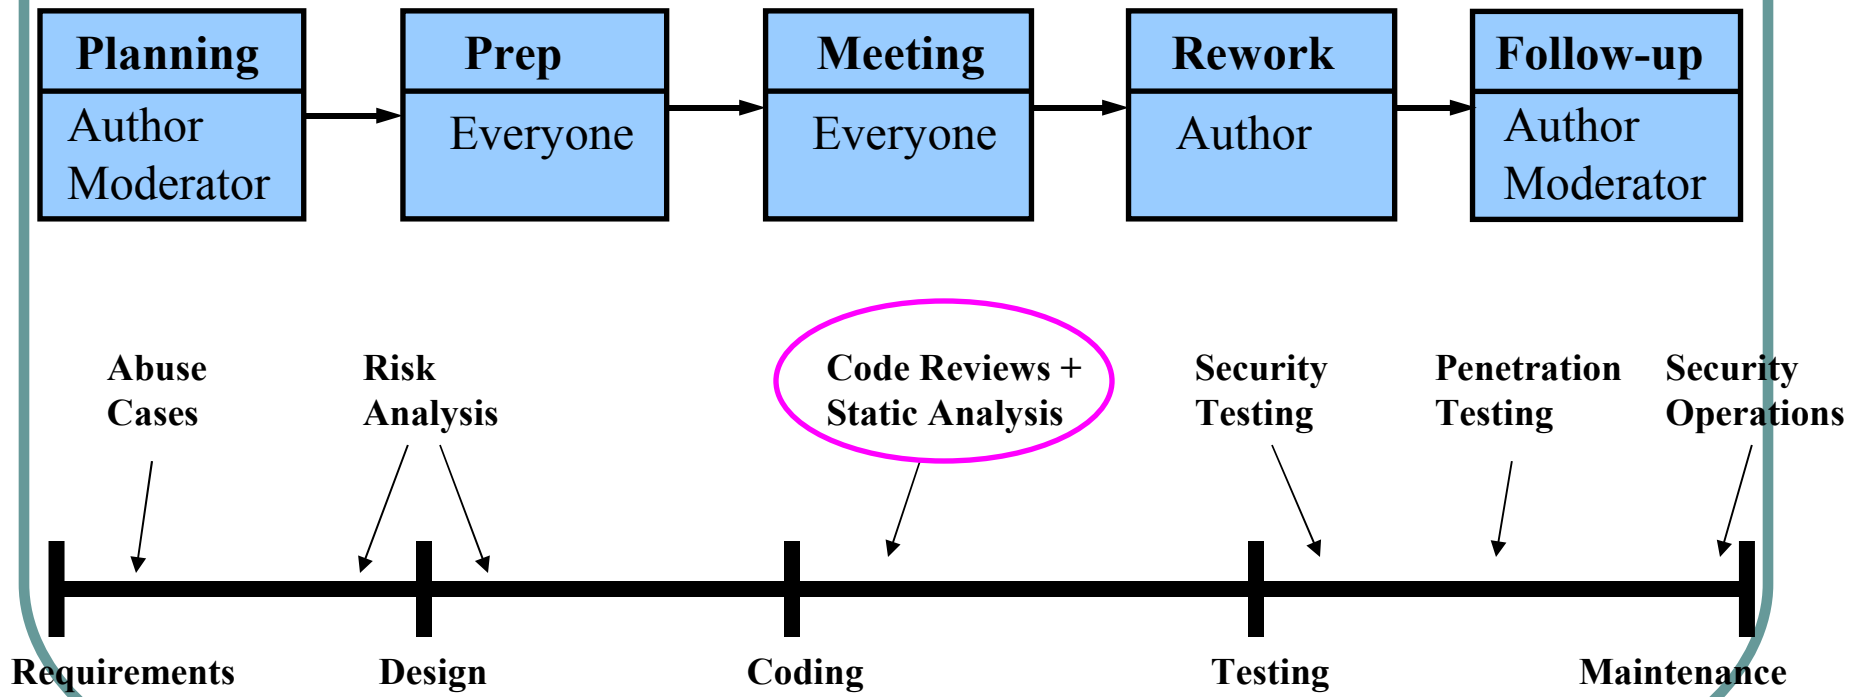 Planning
Author
Moderator
Prep
Everyone
Meeting
Everyone
Rework
Author
Follow-up
Author
Moderator
Abuse
Cases
Risk
Analysis
Code Reviews +
Static Analysis
Security
Testing
Penetration
Testing
Security
Operations
Requirements
Design
Coding
Testing
Maintenance